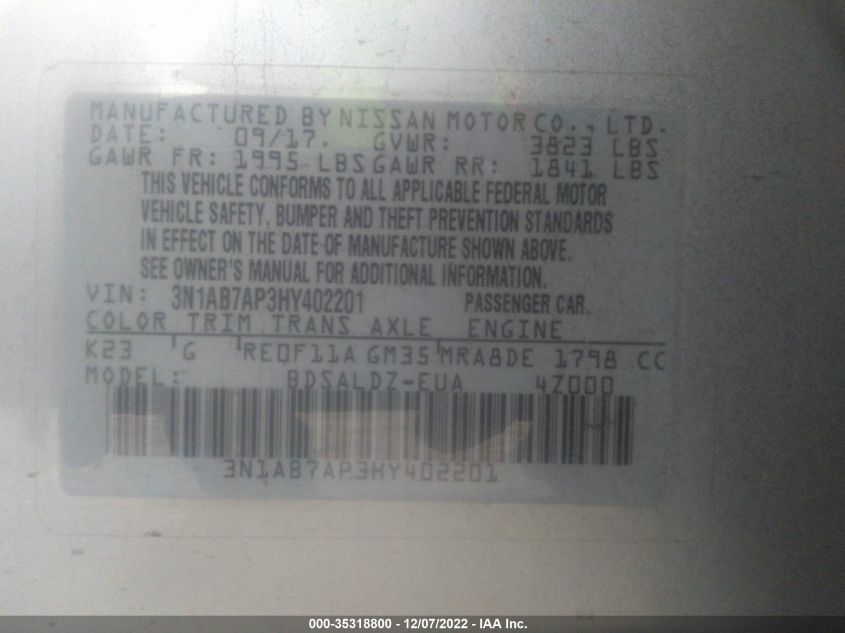 MANUFACTURED BY NISSAN MOTOR CO., LTD.
DATE: 09/17. GVWR: 3823 LBS
GAWR FR: 1995 LBS GAWR RR: 1841 LBS
THIS VEHICLE CONFORMS TO ALL APPLICABLE FEDERAL MOTOR
VEHICLE SAFETY, BUMPER AND THEFT PREVENTION STANDARDS
IN EFFECT ON THE DATE OF MANUFACTURE SHOWN ABOVE.
SEE OWNER'S MANUAL FOR ADDITIONAL INFORMATION.
VIN: 3N1AB7AP3HY402201 PASSENGER CAR.
COLOR TRIM TRANS AXLE ENGINE
K23 G RE0F11A GM35 MRA8DE 1798 CC
MODEL: BDSALDZ-EUA 4Z000
3N1AB7AP3HY402201
000-35318800 - 12/07/2022 - IAA Inc.